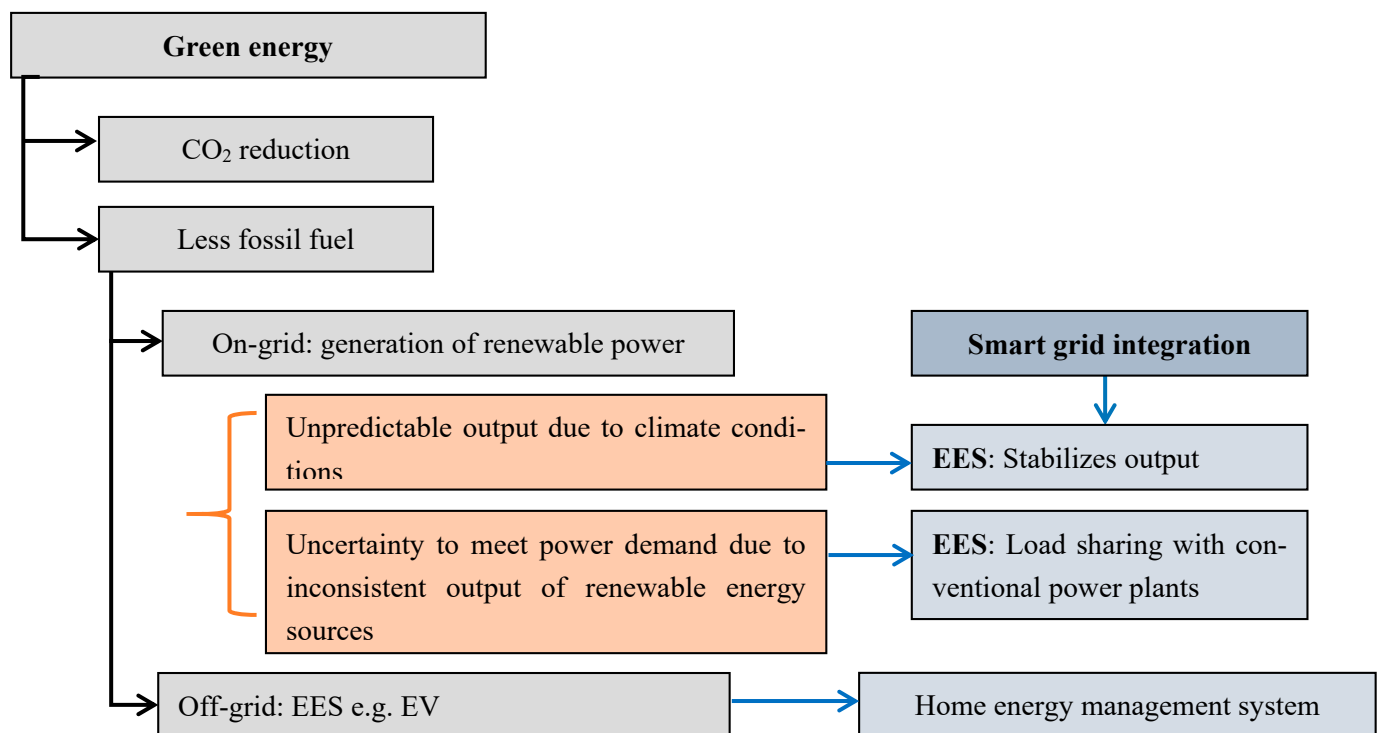 Green energy
CO₂ reduction
Less fossil fuel
On-grid: generation of renewable power
Smart grid integration
Unpredictable output due to climate condi-
tions
EES: Stabilizes output
Uncertainty to meet power demand due to
inconsistent output of renewable energy
sources
EES: Load sharing with con-
ventional power plants
Off-grid: EES e.g. EV
Home energy management system